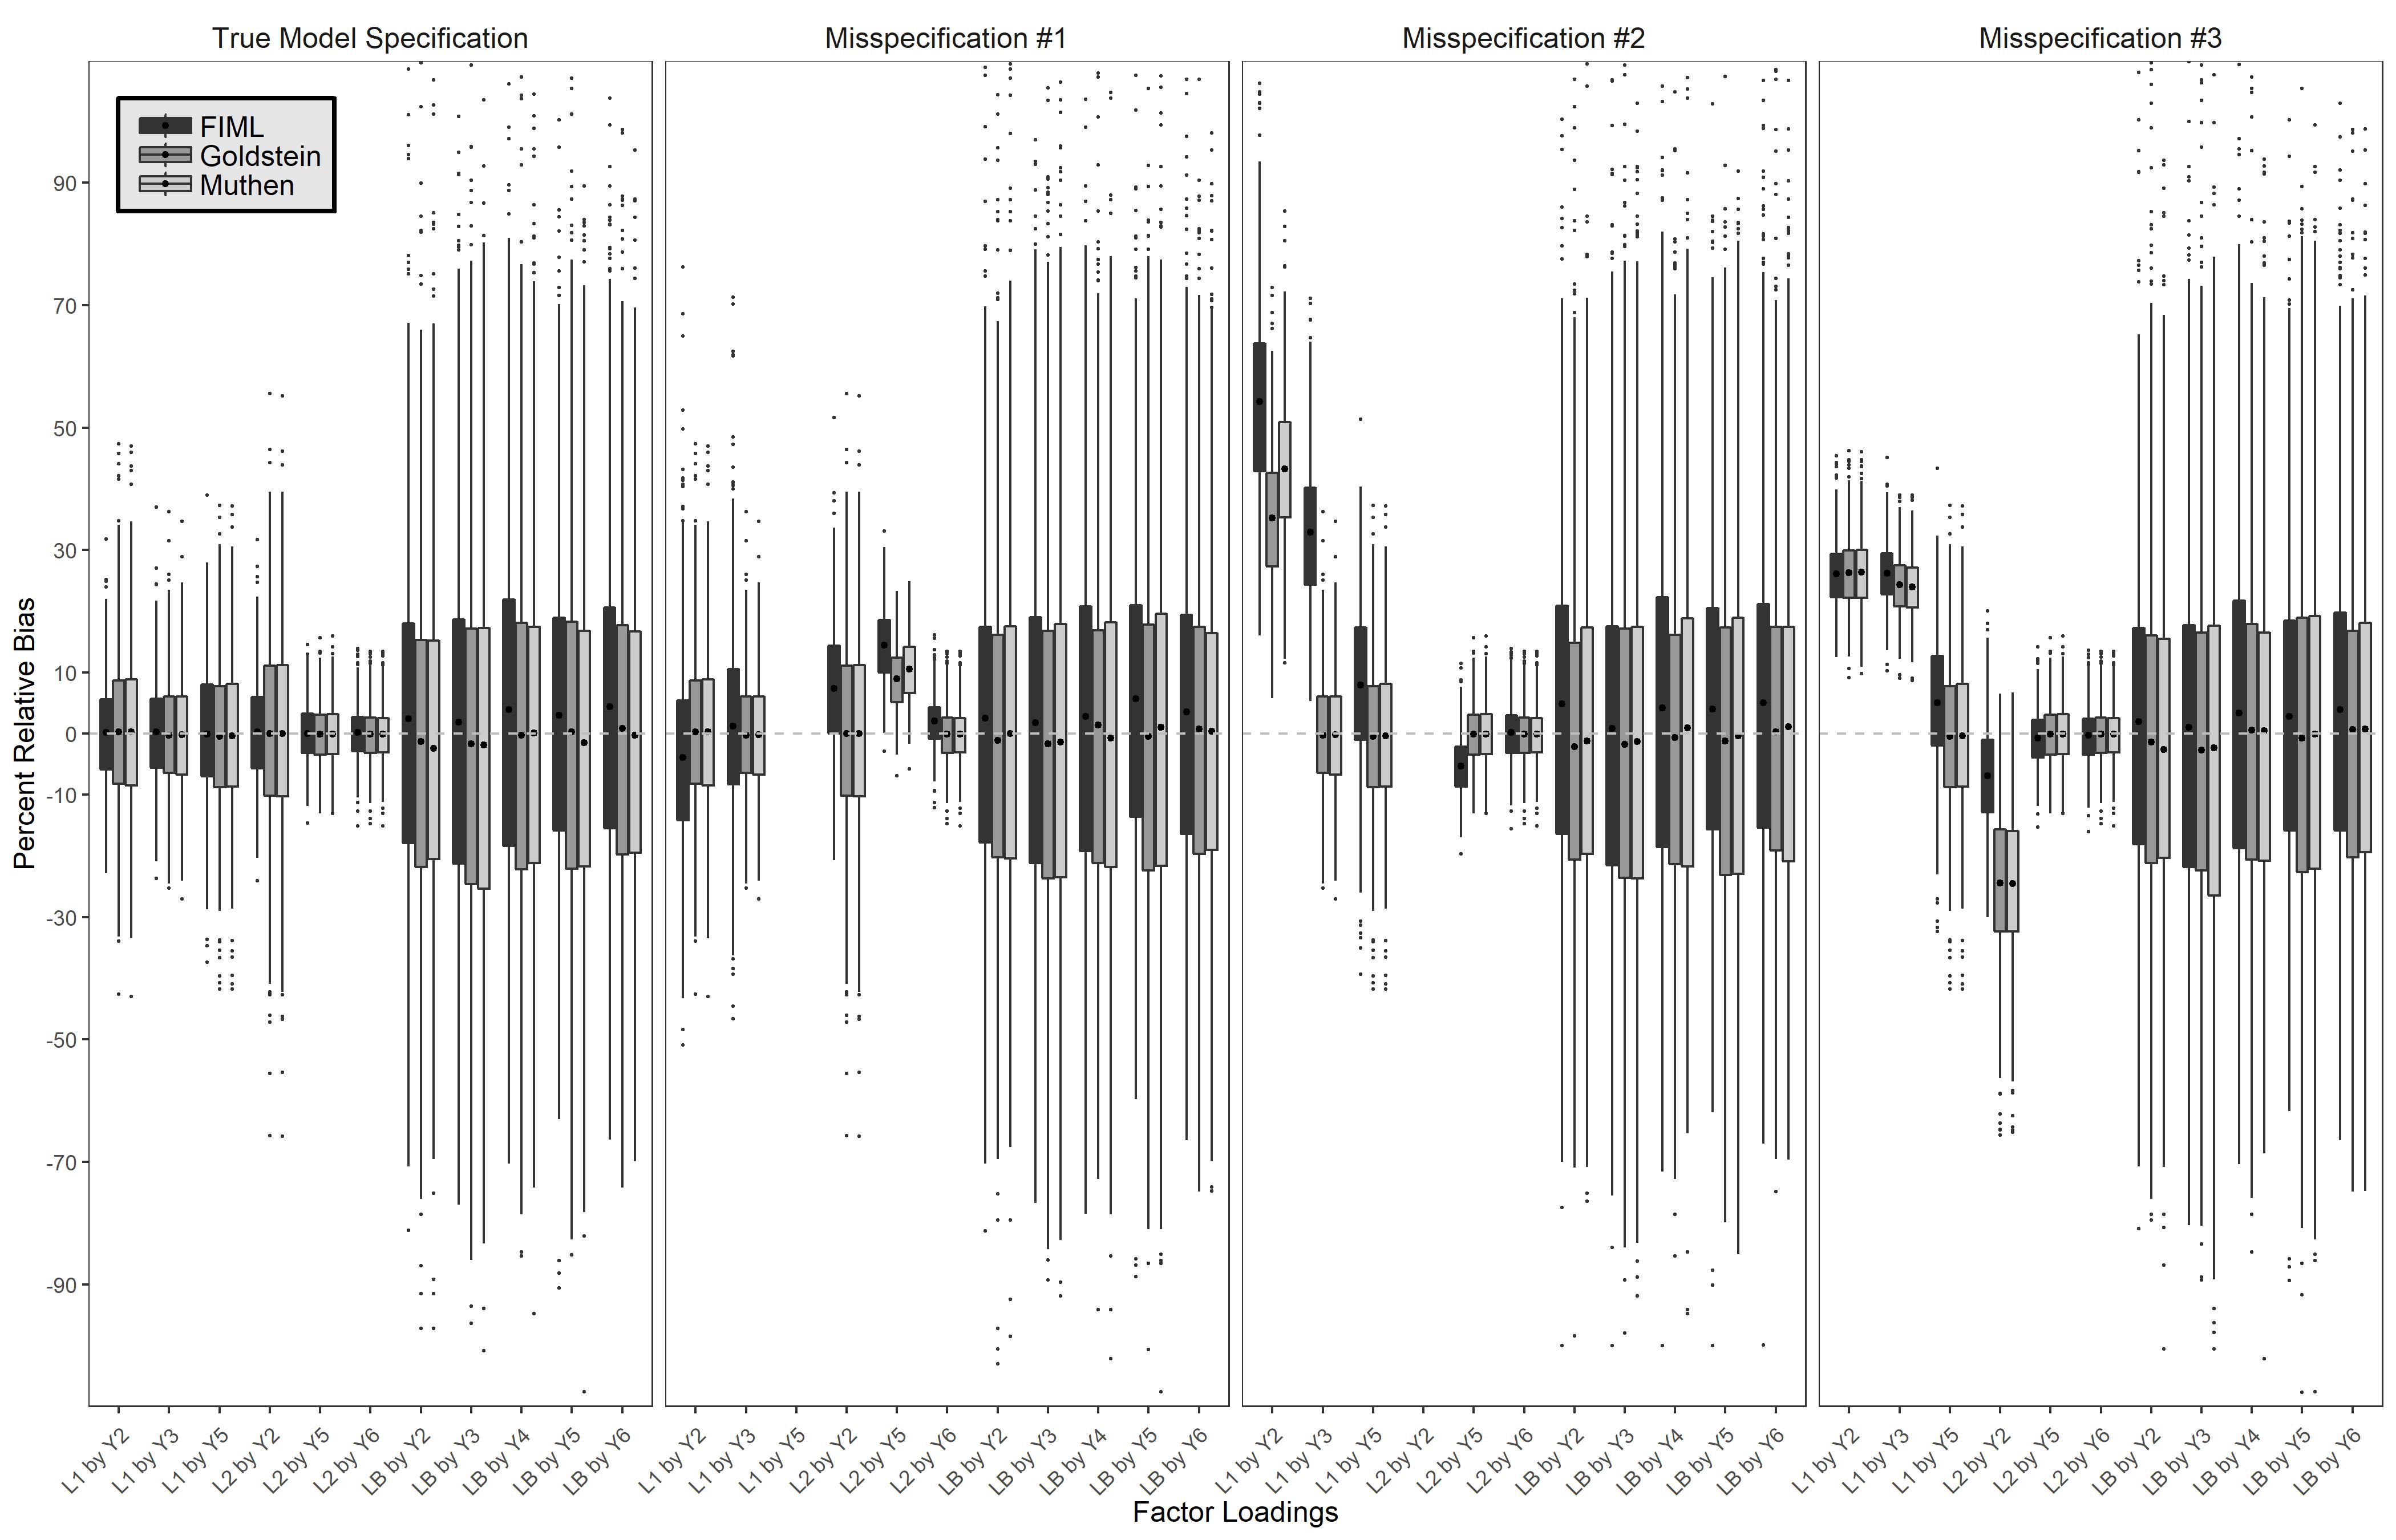 True Model Specification
Misspecification #1
Misspecification #2
Misspecification #3
FIML
Goldstein
Muthen
Percent Relative Bias
90
70
50
30
10
0
-10
-30
-50
-70
-90
L1 by Y2
L1 by Y3
L1 by Y5
L2 by Y2
L2 by Y5
L2 by Y6
LB by Y2
LB by Y3
LB by Y4
LB by Y5
LB by Y6
L1 by Y2
L1 by Y3
L1 by Y5
L2 by Y2
L2 by Y5
L2 by Y6
LB by Y2
LB by Y3
LB by Y4
LB by Y5
LB by Y6
L1 by Y2
L1 by Y3
L1 by Y5
L2 by Y2
L2 by Y5
L2 by Y6
LB by Y2
LB by Y3
LB by Y4
LB by Y5
LB by Y6
L1 by Y2
L1 by Y3
L1 by Y5
L2 by Y2
L2 by Y5
L2 by Y6
LB by Y2
LB by Y3
LB by Y4
LB by Y5
LB by Y6
Factor Loadings